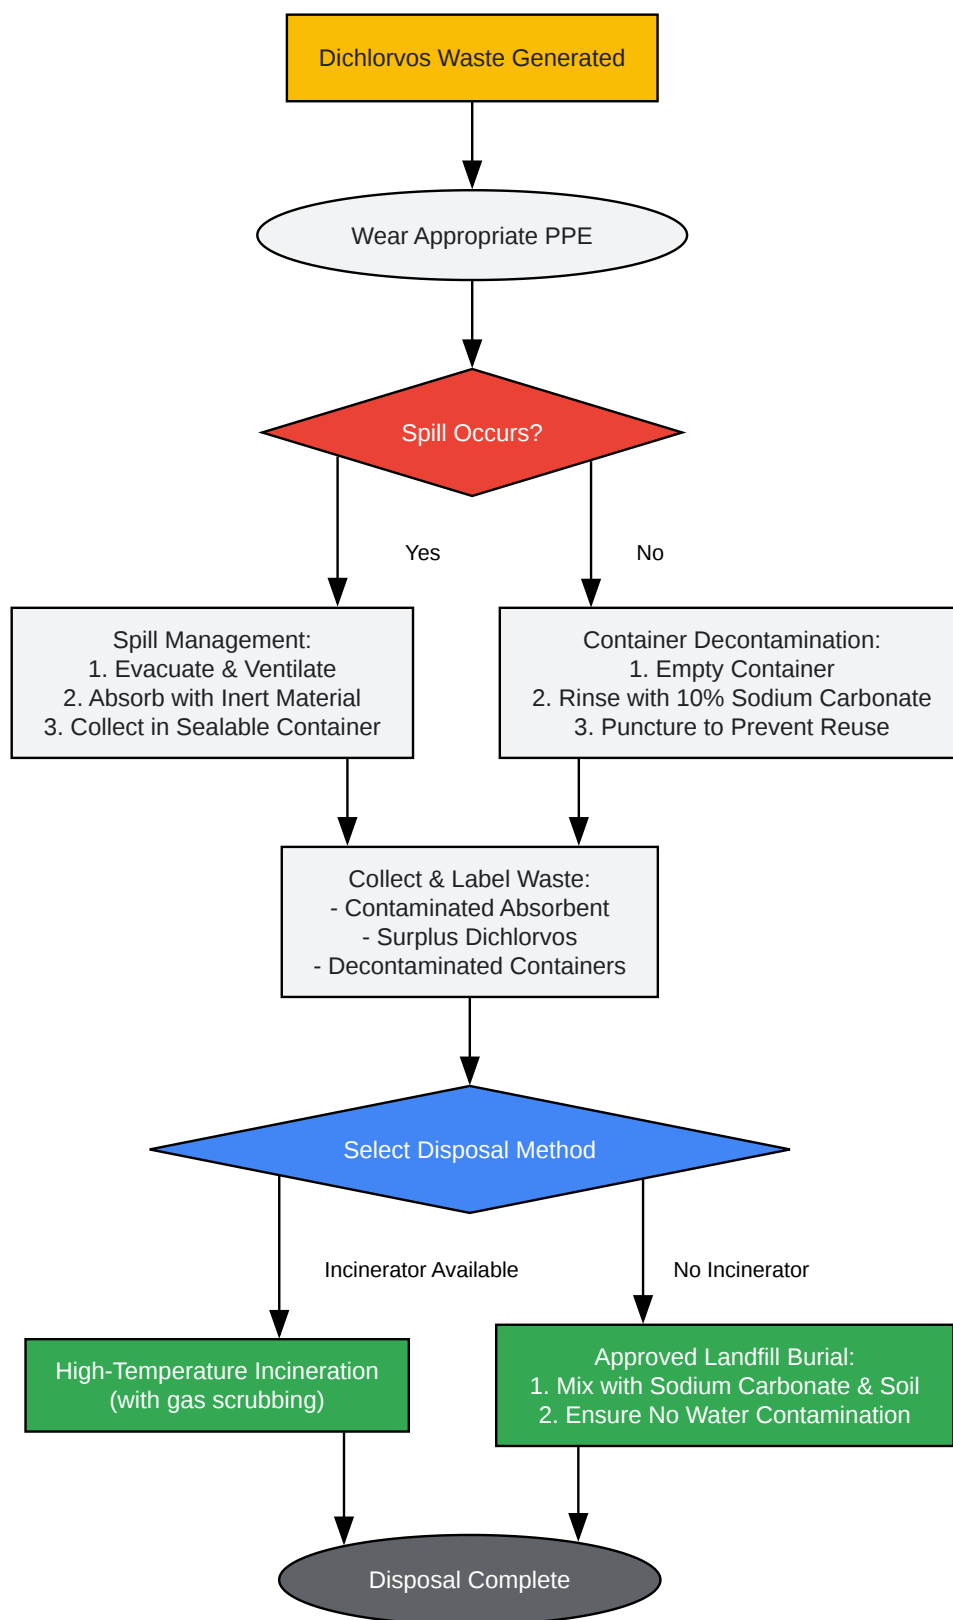 Dichlorvos Waste Generated
Wear Appropriate PPE
Spill Occurs?
Yes
No
Spill Management:
1. Evacuate & Ventilate
2. Absorb with Inert Material
3. Collect in Sealable Container
Container Decontamination:
1. Empty Container
2. Rinse with 10% Sodium Carbonate
3. Puncture to Prevent Reuse
Collect & Label Waste:
- Contaminated Absorbent
- Surplus Dichlorvos
- Decontaminated Containers
Select Disposal Method
Incinerator Available
No Incinerator
High-Temperature Incineration
(with gas scrubbing)
Approved Landfill Burial:
1. Mix with Sodium Carbonate & Soil
2. Ensure No Water Contamination
Disposal Complete